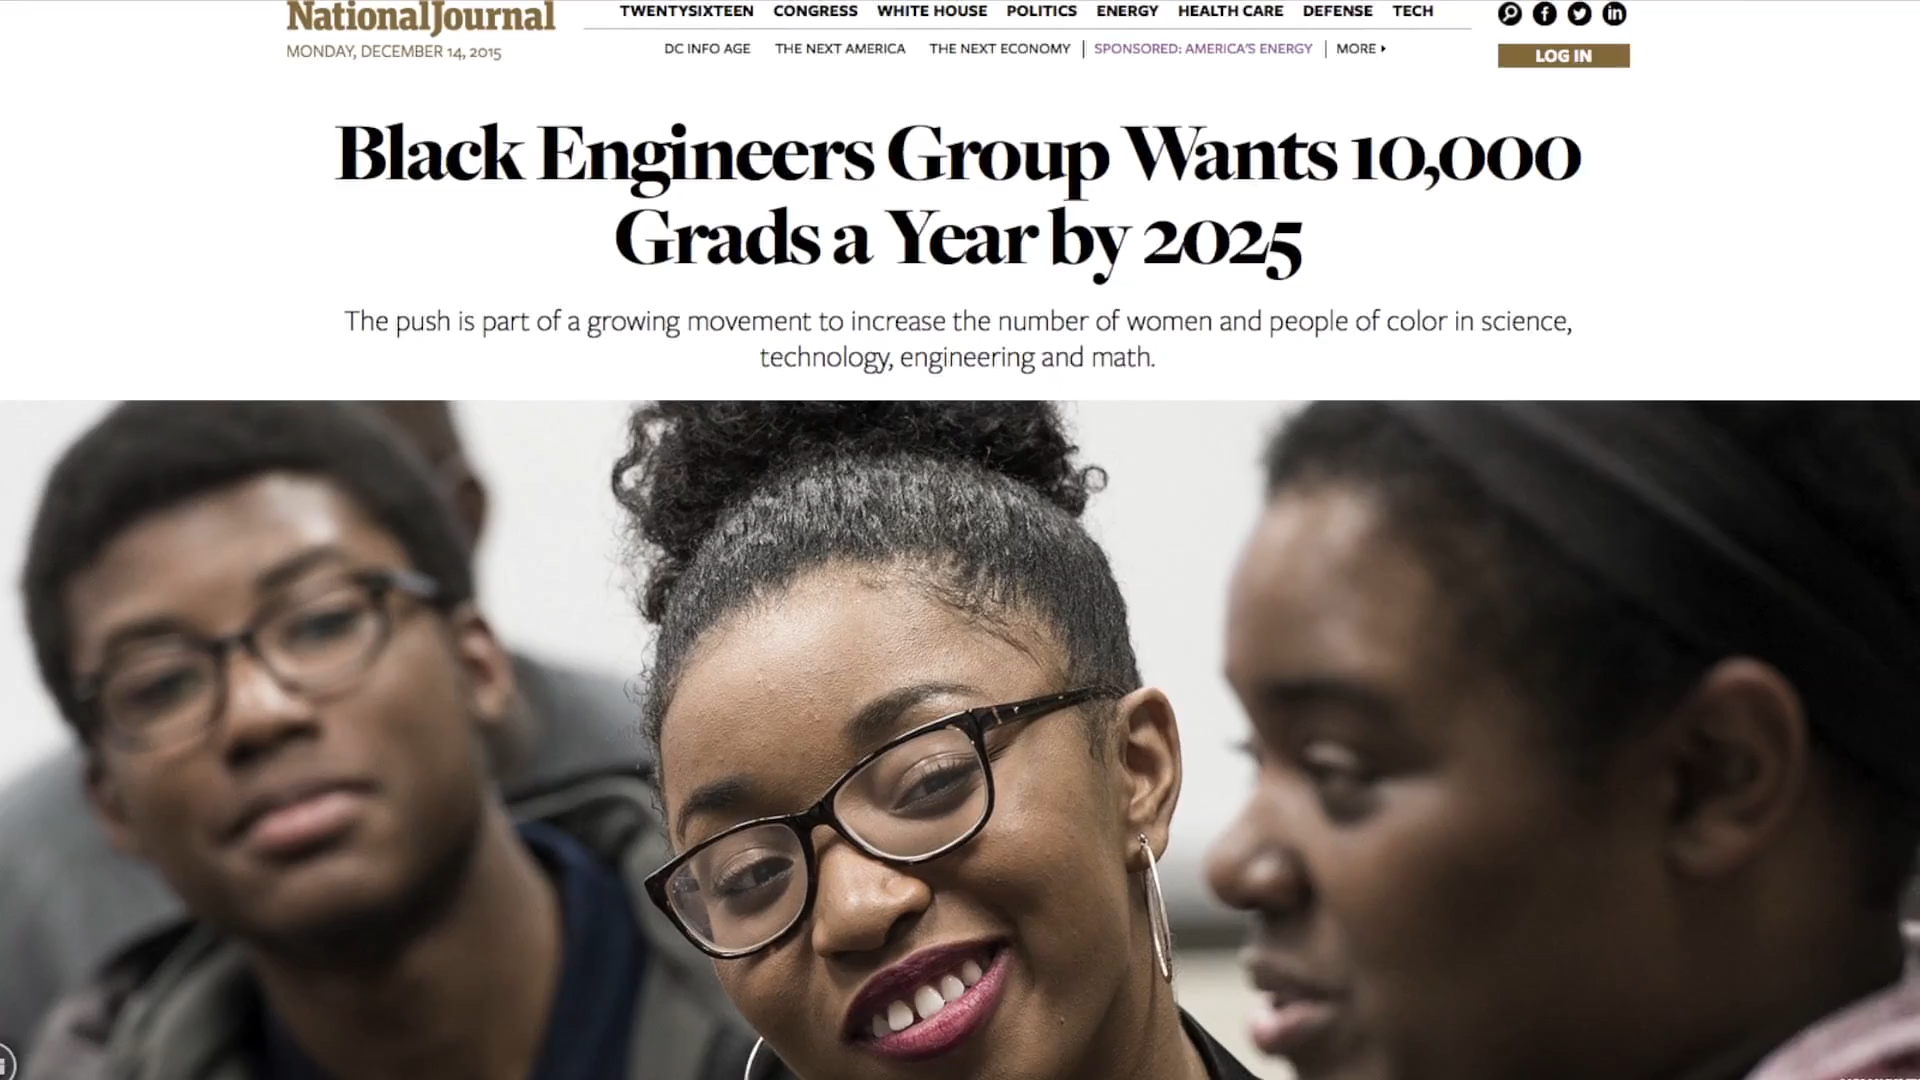 NationalJournal
MONDAY, DECEMBER 14, 2015
TWENTYSIXTEEN CONGRESS WHITE HOUSE POLITICS ENERGY HEALTH CARE DEFENSE TECH
DC INFO AGE THE NEXT AMERICA THE NEXT ECONOMY | SPONSORED: AMERICA'S ENERGY | MORE
LOG IN
Black Engineers Group Wants 10,000
Grads a Year by 2025
The push is part of a growing movement to increase the number of women and people of color in science,
technology, engineering and math.